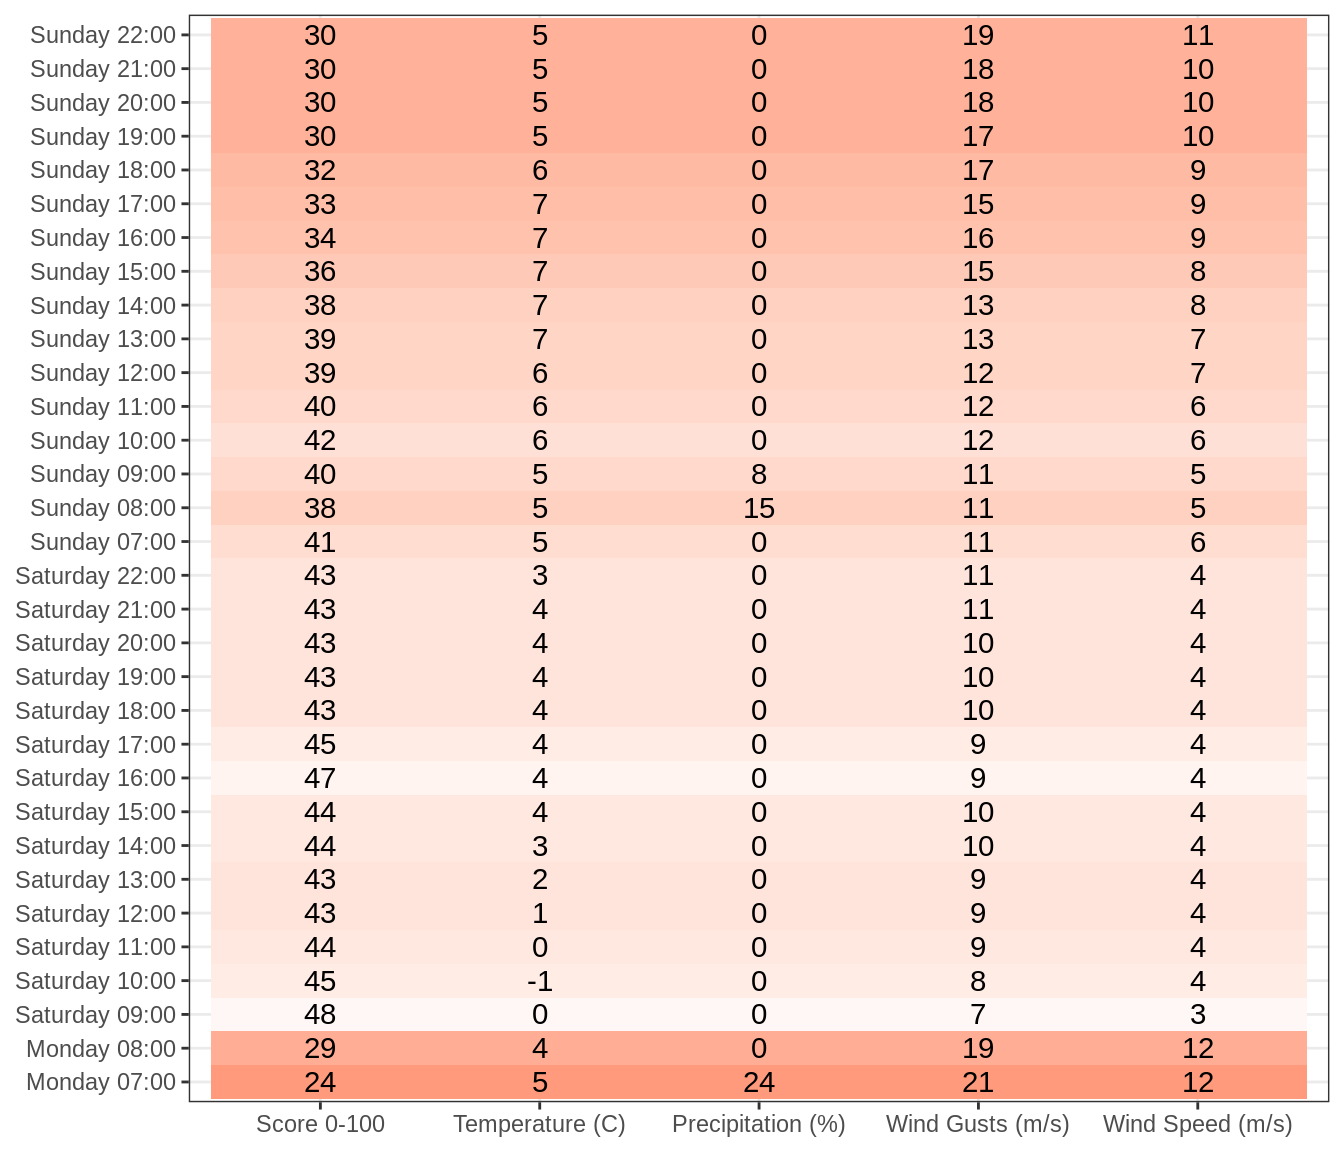 Sunday 22:00 30 5 0 19 11
Sunday 21:00 30 5 0 18 10
Sunday 20:00 30 5 0 18 10
Sunday 19:00 30 5 0 17 10
Sunday 18:00 32 6 0 17 9
Sunday 17:00 33 7 0 15 9
Sunday 16:00 34 7 0 16 9
Sunday 15:00 36 7 0 15 8
Sunday 14:00 38 7 0 13 8
Sunday 13:00 39 7 0 13 7
Sunday 12:00 39 6 0 12 7
Sunday 11:00 40 6 0 12 6
Sunday 10:00 42 6 0 12 6
Sunday 09:00 40 5 8 11 5
Sunday 08:00 38 5 15 11 5
Sunday 07:00 41 5 0 11 6
Saturday 22:00 43 3 0 11 4
Saturday 21:00 43 4 0 11 4
Saturday 20:00 43 4 0 10 4
Saturday 19:00 43 4 0 10 4
Saturday 18:00 43 4 0 10 4
Saturday 17:00 45 4 0 9 4
Saturday 16:00 47 4 0 9 4
Saturday 15:00 44 4 0 10 4
Saturday 14:00 44 3 0 10 4
Saturday 13:00 43 2 0 9 4
Saturday 12:00 43 1 0 9 4
Saturday 11:00 44 0 0 9 4
Saturday 10:00 45 -1 0 8 4
Saturday 09:00 48 0 0 7 3
Monday 08:00 29 4 0 19 12
Monday 07:00 24 5 24 21 12
Score 0-100 Temperature (C) Precipitation (%) Wind Gusts (m/s) Wind Speed (m/s)